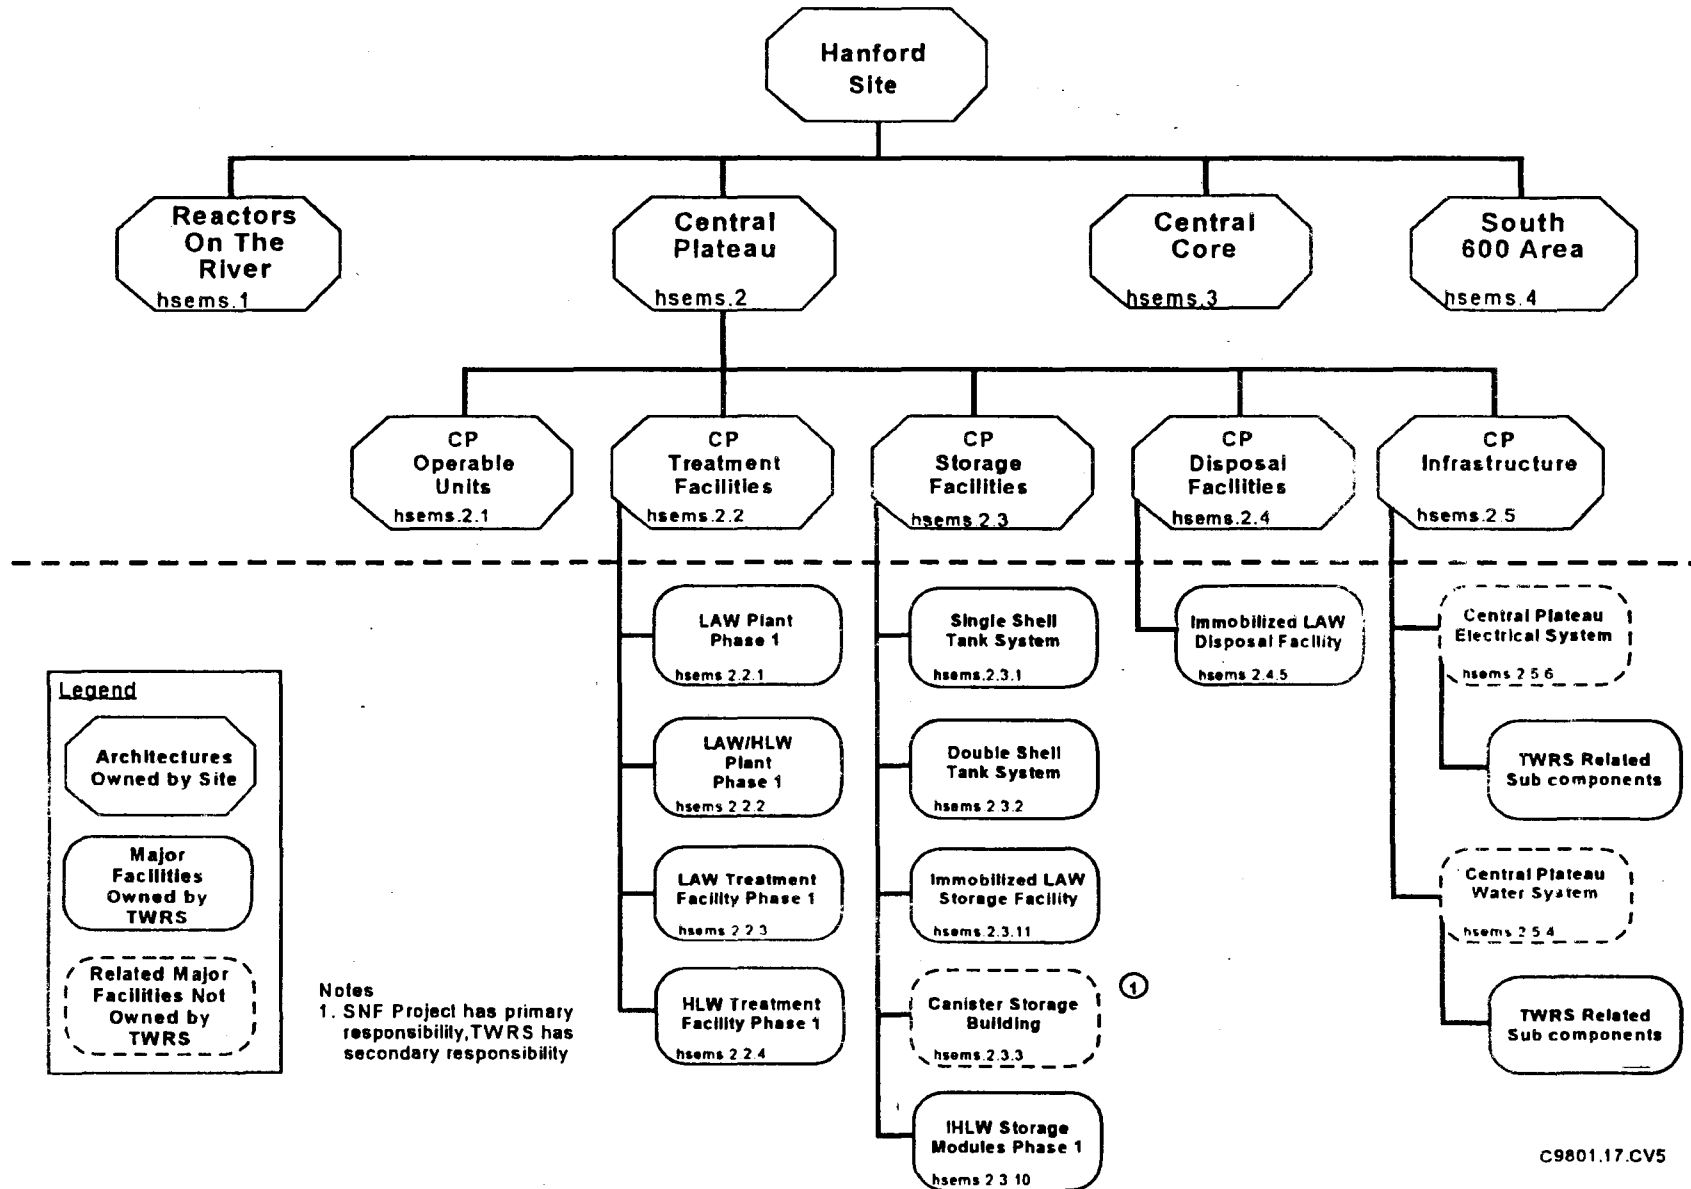 Hanford
Site
Reactors
On The
River
hsems.1
Central
Plateau
hsems.2
Central
Core
hsems.3
South
600 Area
hsems.4
CP
Operable
Units
hsems.2.1
CP
Treatment
Facilities
hsems.2.2
CP
Storage
Facilities
hsems.2.3
CP
Disposal
Facilities
hsems.2.4
CP
Infrastructure
hsems.2.5
LAW Plant
Phase 1
hsems 2.2.1
LAW/HLW
Plant
Phase 1
hsems 2.2.2
LAW Treatment
Facility Phase 1
hsems 2.2.3
HLW Treatment
Facility Phase 1
hsems 2.2.4
Single Shell
Tank System
hsems.2.3.1
Double Shell
Tank System
hsems 2.3.2
Immobilized LAW
Storage Facility
hsems.2.3.11
Canister Storage
Building
hsems.2.3.3
1
IHLW Storage
Modules Phase 1
hsems 2 3 10
Immobilized LAW
Disposal Facility
hsems 2.4.5
Central Plateau
Electrical System
hsems 2 5 6
TWRS Related
Sub components
Central Plateau
Water System
hsems 2 5 4
TWRS Related
Sub components
Legend
Architectures
Owned by Site
Major
Facilities
Owned by
TWRS
Related Major
Facilities Not
Owned by
TWRS
Notes
1. SNF Project has primary
responsibility,TWRS has
secondary responsibility
C9801.17.CV5